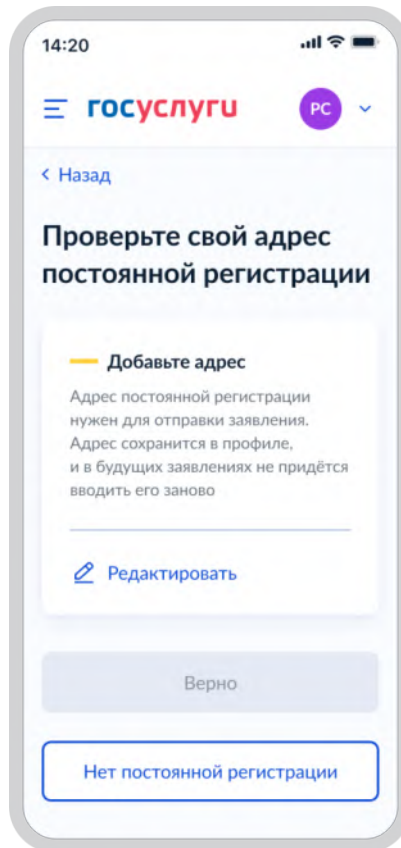 14:20
госуслуги
РС
Назад
Проверьте свой адрес
постоянной регистрации
Добавьте адрес
Адрес постоянной регистрации
нужен для отправки заявления.
Адрес сохранится в профиле,
и в будущих заявлениях не придётся
вводить его заново
Редактировать
Верно
Нет постоянной регистрации